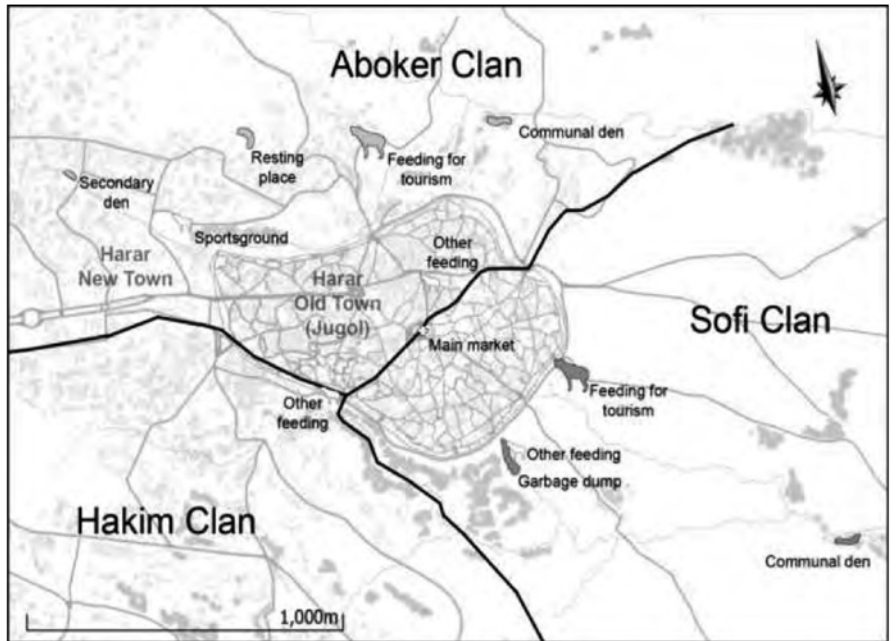 Aboker Clan
Communal den
Resting
place
Feeding for
tourism
Secondary
den
Sportsground
Other
feeding
Harar
New Town
Harar
Old Town
(Jugol)
Sofi Clan
Main market
Feeding for
tourism
Other
feeding
Other feeding
Garbage dump
Hakim Clan
Communal den
1,000m